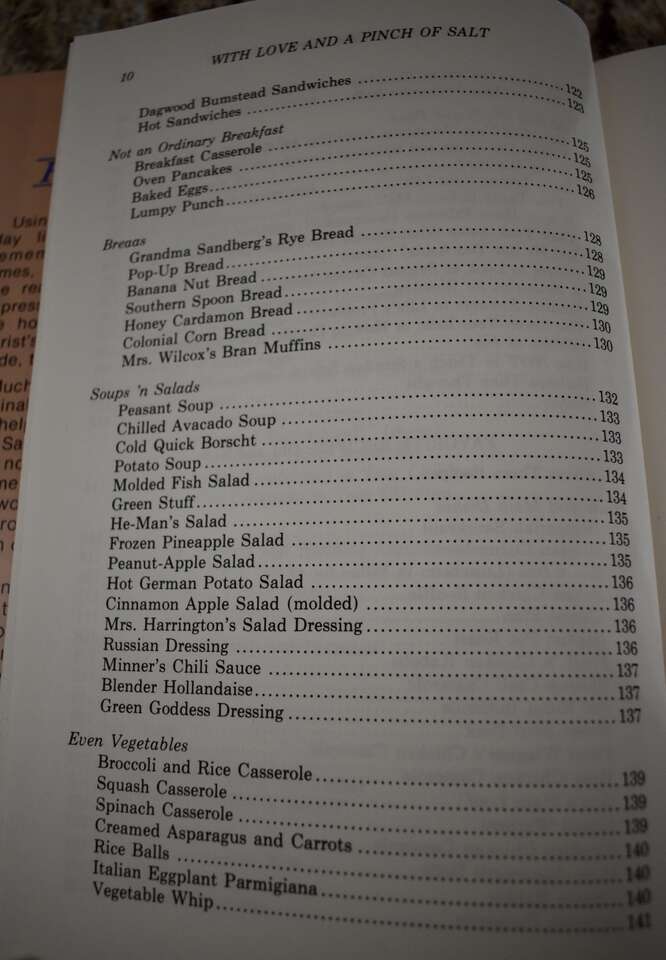 10
WITH LOVE AND A PINCH OF SALT
Dagwood Bumstead Sandwiches 122
Hot Sandwiches 123
Not an Ordinary Breakfast
Breakfast Casserole 125
Oven Pancakes 125
Baked Eggs 125
Lumpy Punch 126
Breads
Grandma Sandberg's Rye Bread 128
Pop-Up Bread 128
Banana Nut Bread 129
Southern Spoon Bread 129
Honey Cardamon Bread 129
Colonial Corn Bread 130
Mrs. Wilcox's Bran Muffins 130
Soups 'n Salads
Peasant Soup 132
Chilled Avacado Soup 133
Cold Quick Borscht 133
Potato Soup 133
Molded Fish Salad 134
Green Stuff 134
He-Man's Salad 135
Frozen Pineapple Salad 135
Peanut-Apple Salad 135
Hot German Potato Salad 136
Cinnamon Apple Salad (molded) 136
Mrs. Harrington's Salad Dressing 136
Russian Dressing 136
Minner's Chili Sauce 137
Blender Hollandaise 137
Green Goddess Dressing 137
Even Vegetables
Broccoli and Rice Casserole 139
Squash Casserole 139
Spinach Casserole 139
Creamed Asparagus and Carrots 140
Rice Balls 140
Italian Eggplant Parmigiana 140
Vegetable Whip 141